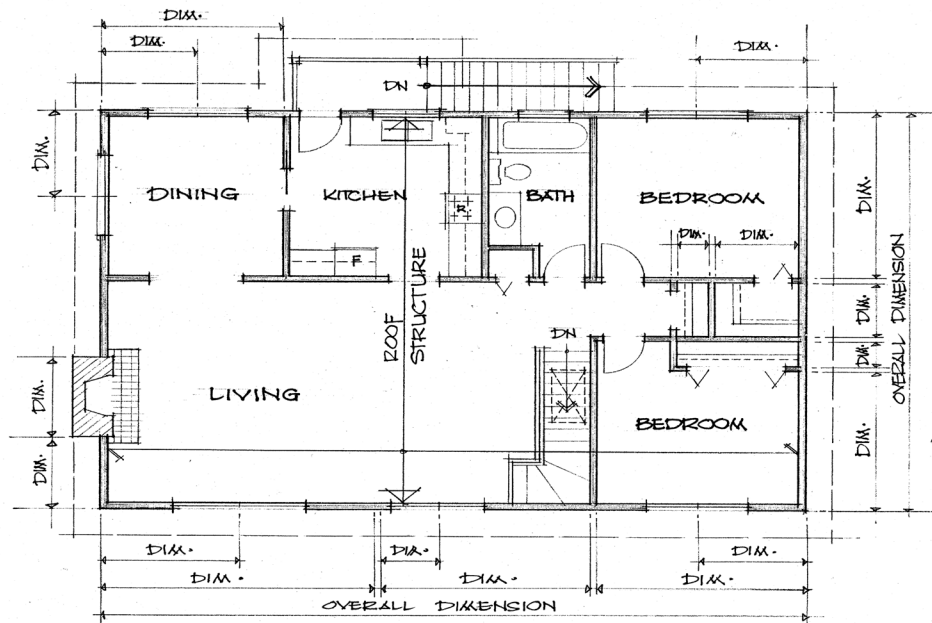 DIM.
DIM.
DIM.
DN
DIM.
DINING
KITCHEN
BATH
BEDROOM
DIM.
R.
DIM.
DIM.
F
ROOF
STRUCTURE
DIM.
OVERALL DIMENSION
DN
DIM.
DIM.
LIVING
BEDROOM
DIM.
DIM.
DIM.
DIM.
DIM.
DIM.
DIM.
DIM.
OVERALL DIMENSION